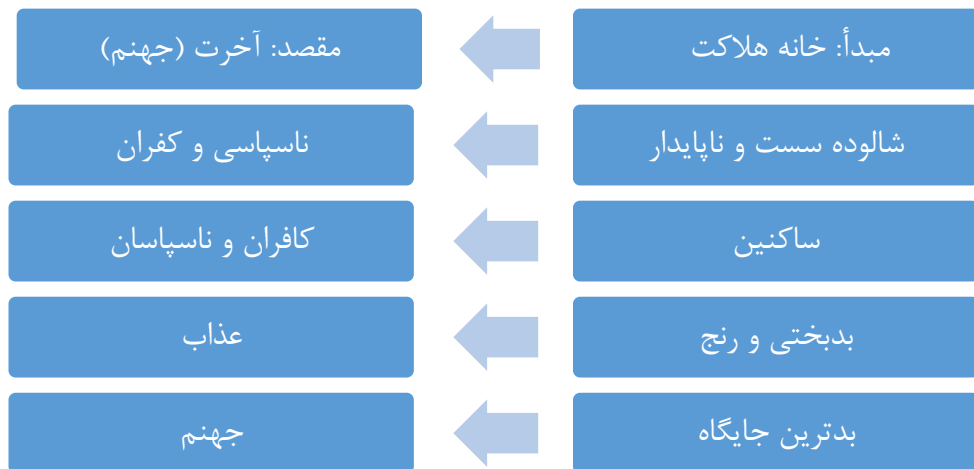 مبدأ: خانه هلاکت
مقصد: آخرت (جهنم)
شالوده سست و ناپایدار
ناسپاسی و کفران
ساکنین
کافران و ناسپاسان
بدبختی و رنج
عذاب
بدترین جایگاه
جهنم